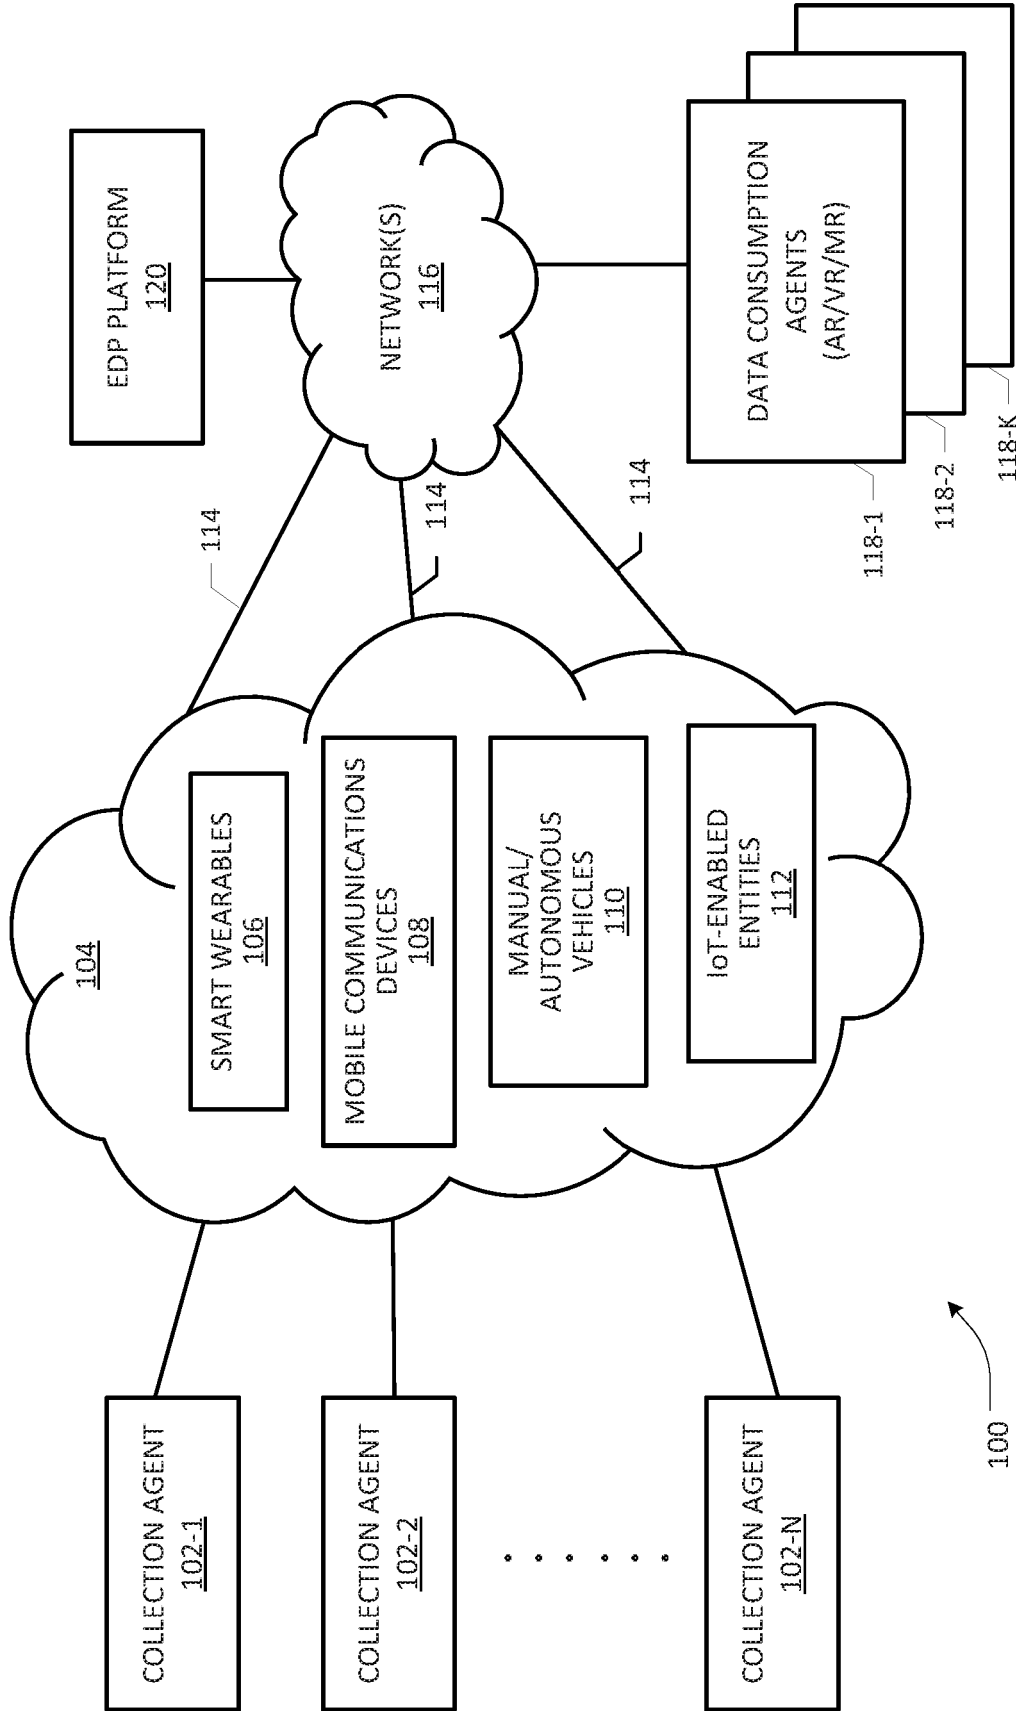 COLLECTION AGENT
102-1
COLLECTION AGENT
102-2
COLLECTION AGENT
102-N
100
104
SMART WEARABLES
106
MOBILE COMMUNICATIONS
DEVICES
108
MANUAL/
AUTONOMOUS
VEHICLES
110
IoT-ENABLED
ENTITIES
112
114
114
114
EDP PLATFORM
120
NETWORK(S)
116
DATA CONSUMPTION
AGENTS
(AR/VR/MR)
118-1
118-2
118-K